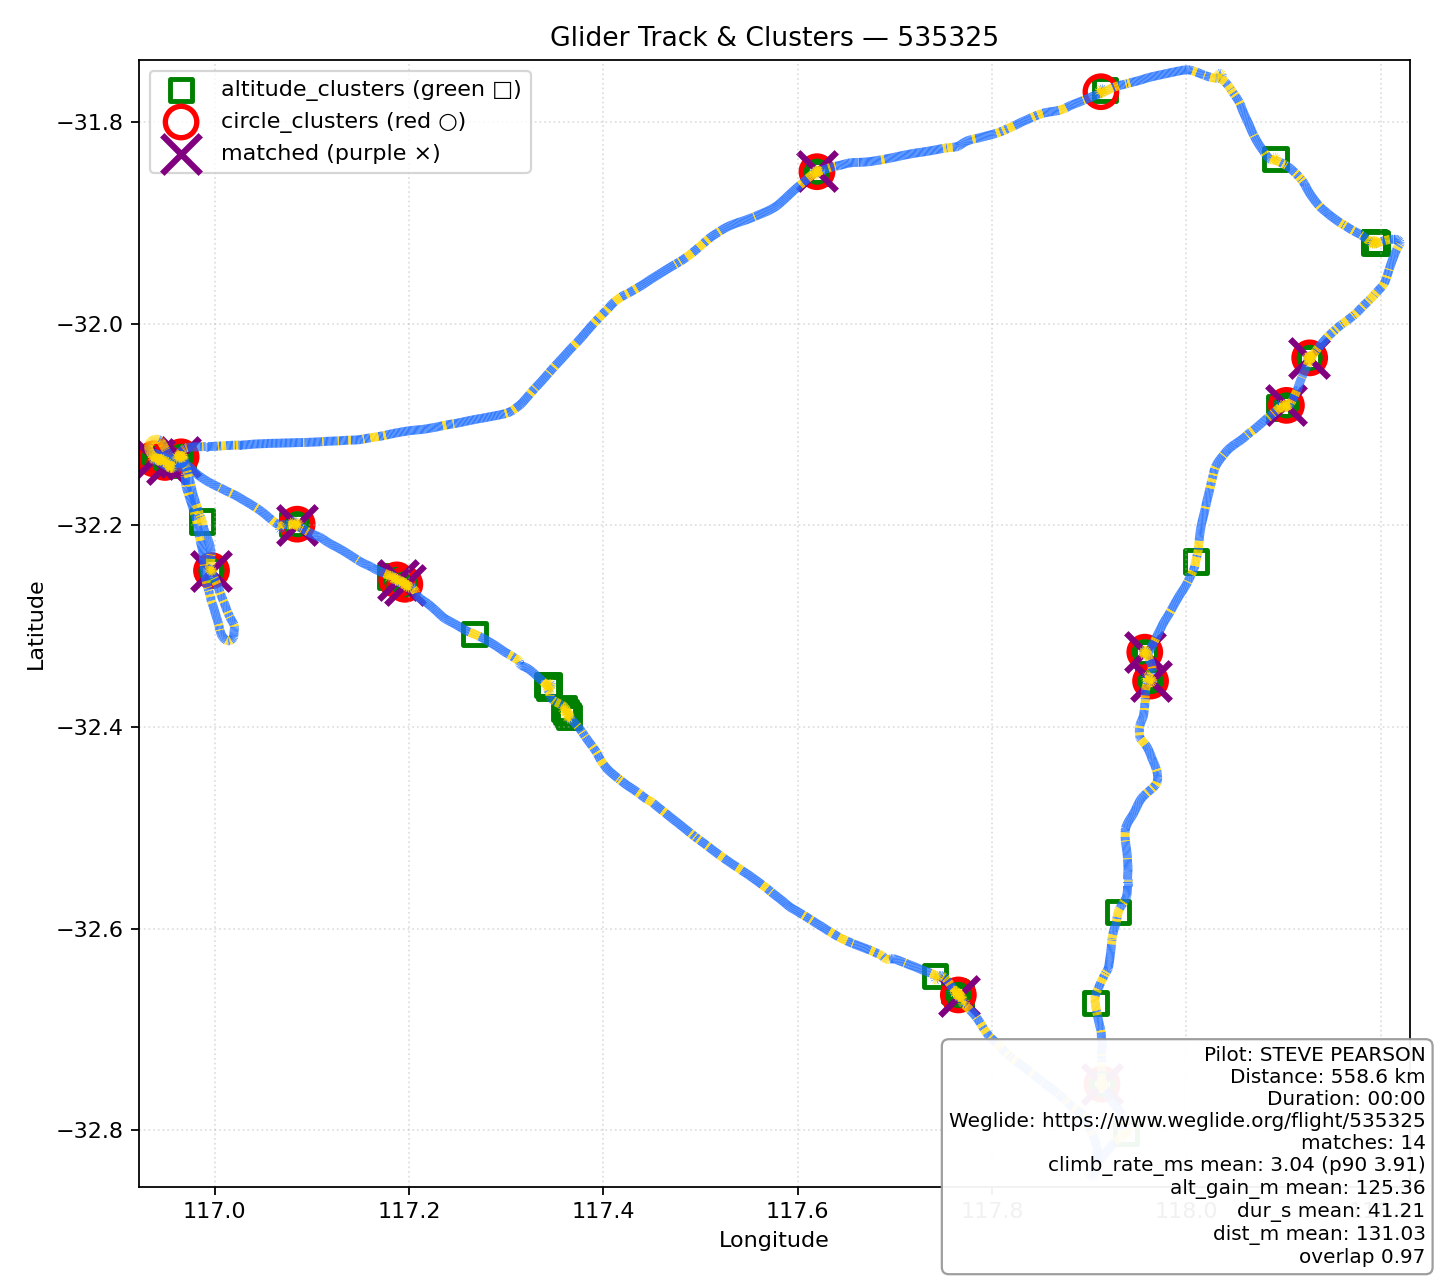 Glider Track & Clusters — 535325
altitude_clusters (green □)
circle_clusters (red ○)
matched (purple ×)
−31.8
−32.0
−32.2
−32.4
−32.6
−32.8
Latitude
117.0
117.2
117.4
117.6
117.8
118.0
Longitude
Pilot: STEVE PEARSON
Distance: 558.6 km
Duration: 00:00
Weglide: https://www.weglide.org/flight/535325
matches: 14
climb_rate_ms mean: 3.04 (p90 3.91)
alt_gain_m mean: 125.36
dur_s mean: 41.21
dist_m mean: 131.03
overlap 0.97